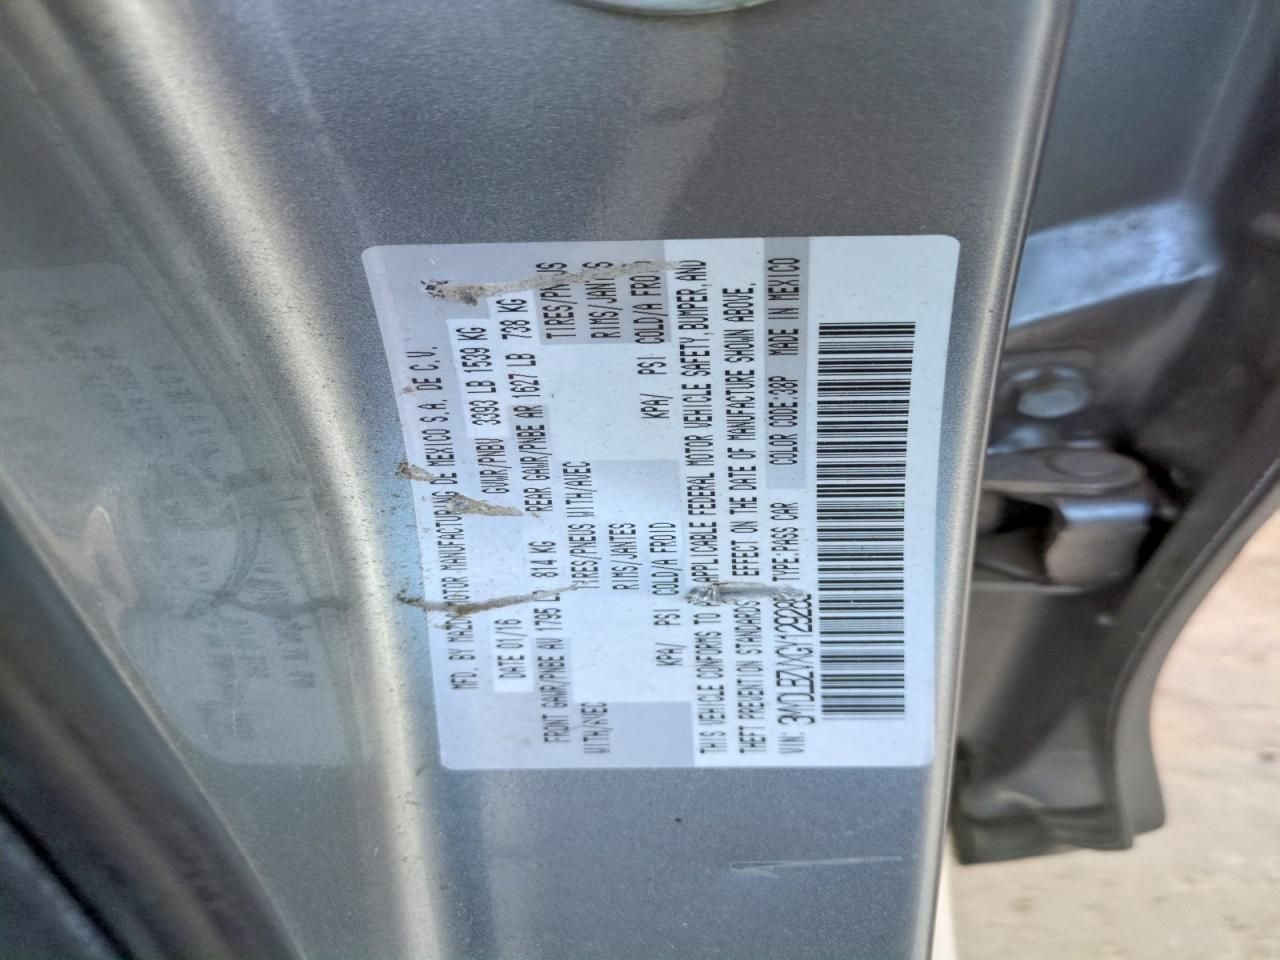 MFD. BY MAZDA MOTOR MANUFACTURING DE MEXICO S.A. DE C.V.
DATE 01/16 GVWR/PNBV 3393 LB 1539 KG
FRONT GAWR/PNBE AV 1795 LB 814 KG REAR GAWR/PNBE AR 1627 LB 738 KG
WITH/AVEC TIRES/PNEUS WITH/AVEC TIRES/PNEUS
RIMS/JANTES RIMS/JANTES
KPA/ PSI COLD/A FROID KPA/ PSI COLD/A FROID
THIS VEHICLE CONFORMS TO APPLICABLE FEDERAL MOTOR VEHICLE SAFETY, BUMPER, AND
THEFT PREVENTION STANDARDS EFFECT ON THE DATE OF MANUFACTURE SHOWN ABOVE.
VIN: TYPE:PASS CAR COLOR CODE:38P MADE IN MEXICO